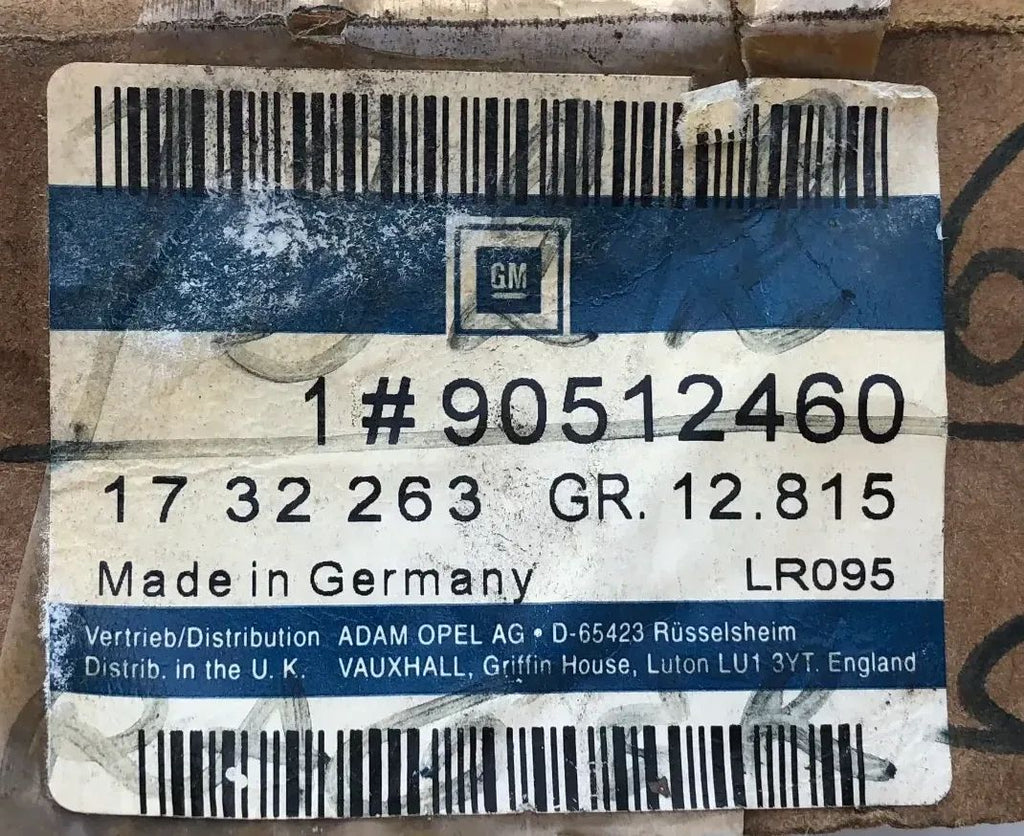 GM
1 # 90512460
17 32 263 GR. 12.815
Made in Germany LR095
Vertrieb/Distribution ADAM OPEL AG • D-65423 Rüsselsheim
Distrib. in the U. K. VAUXHALL, Griffin House, Luton LU1 3YT. England